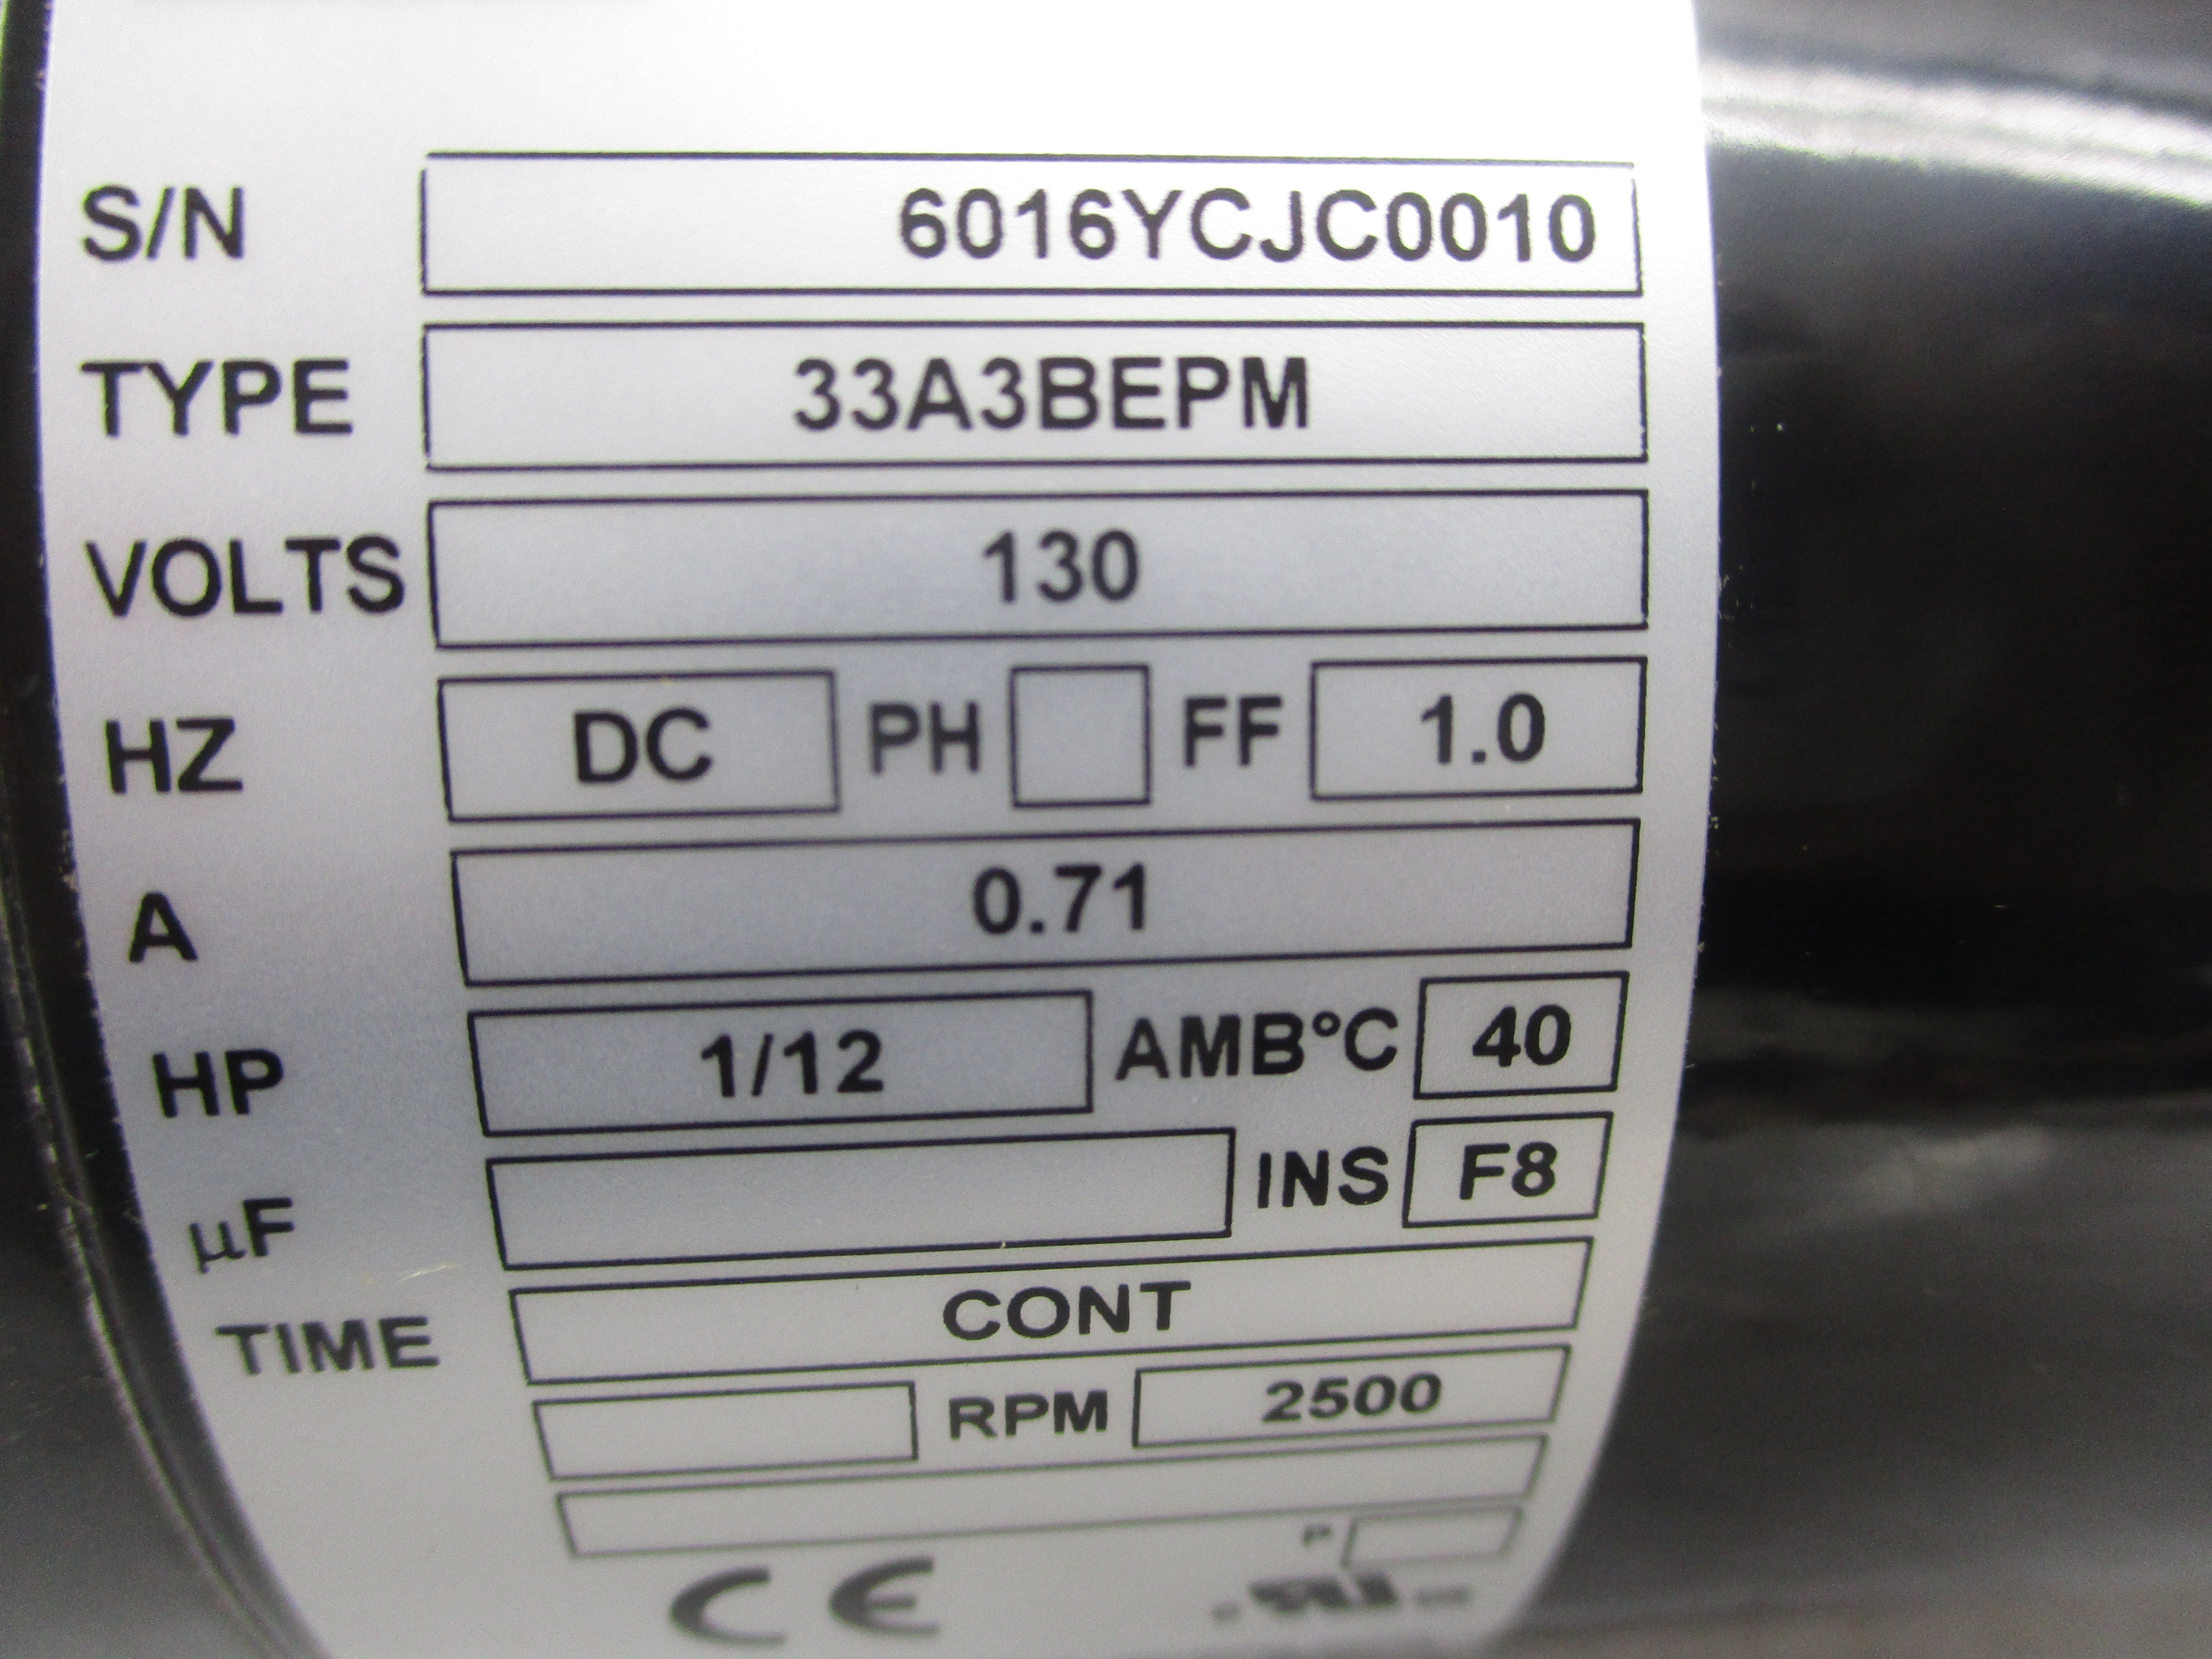 S/N 6016YCJC0010
TYPE 33A3BEPM
VOLTS 130
HZ DC PH FF 1.0
A 0.71
HP 1/12 AMB°C 40
µF INS F8
TIME CONT
RPM 2500
P
CE